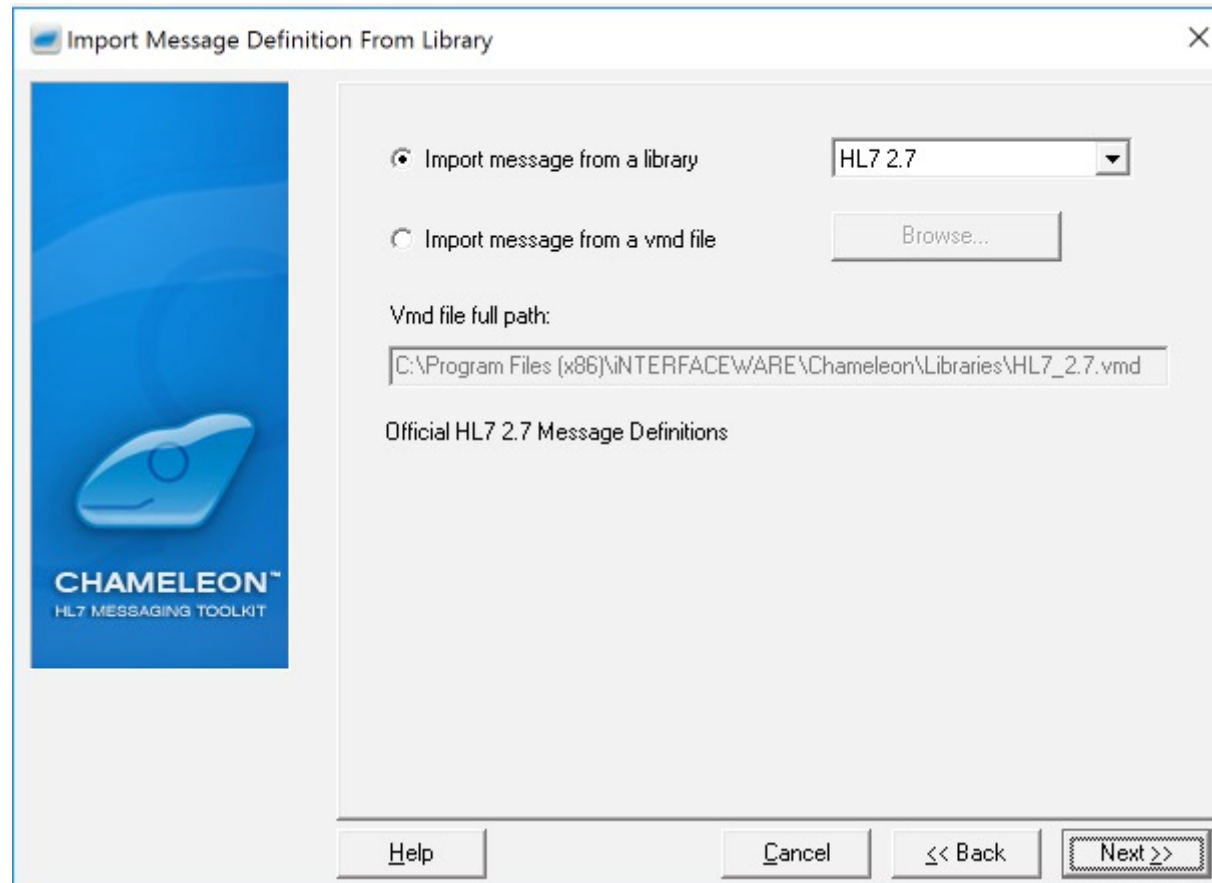 Import Message Definition From Library
Import message from a library
HL7 2.7
Import message from a vmd file
Browse...
Vmd file full path:
C:\Program Files (x86)\iNTERFACEWARE\Chameleon\Libraries\HL7_2.7.vmd
Official HL7 2.7 Message Definitions
CHAMELEON™
HL7 MESSAGING TOOLKIT
Help
Cancel
<< Back
Next >>